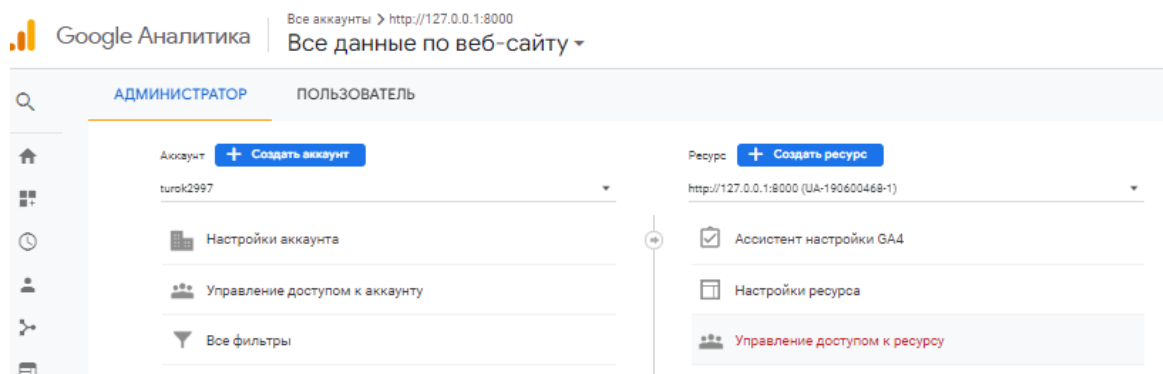 Все аккаунты > http://127.0.0.1:8000
Google Аналитика
Все данные по веб-сайту
АДМИНИСТРАТОР ПОЛЬЗОВАТЕЛЬ
Аккаунт + Создать аккаунт
turok2997
Настройки аккаунта
Управление доступом к аккаунту
Все фильтры
Ресурс + Создать ресурс
http://127.0.0.1:8000 (UA-190600468-1)
Ассистент настройки GA4
Настройки ресурса
Управление доступом к ресурсу